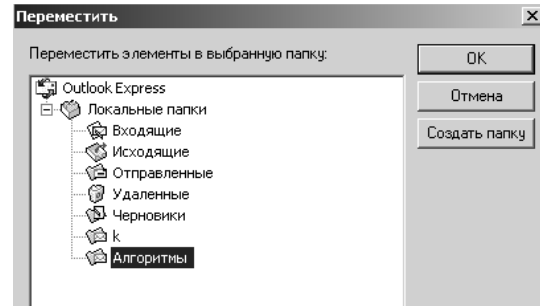 Переместить
Переместить элементы в выбранную папку:
OK
Отмена
Создать папку
Outlook Express
Локальные папки
Входящие
Исходящие
Отправленные
Удаленные
Черновики
k
Алгоритмы